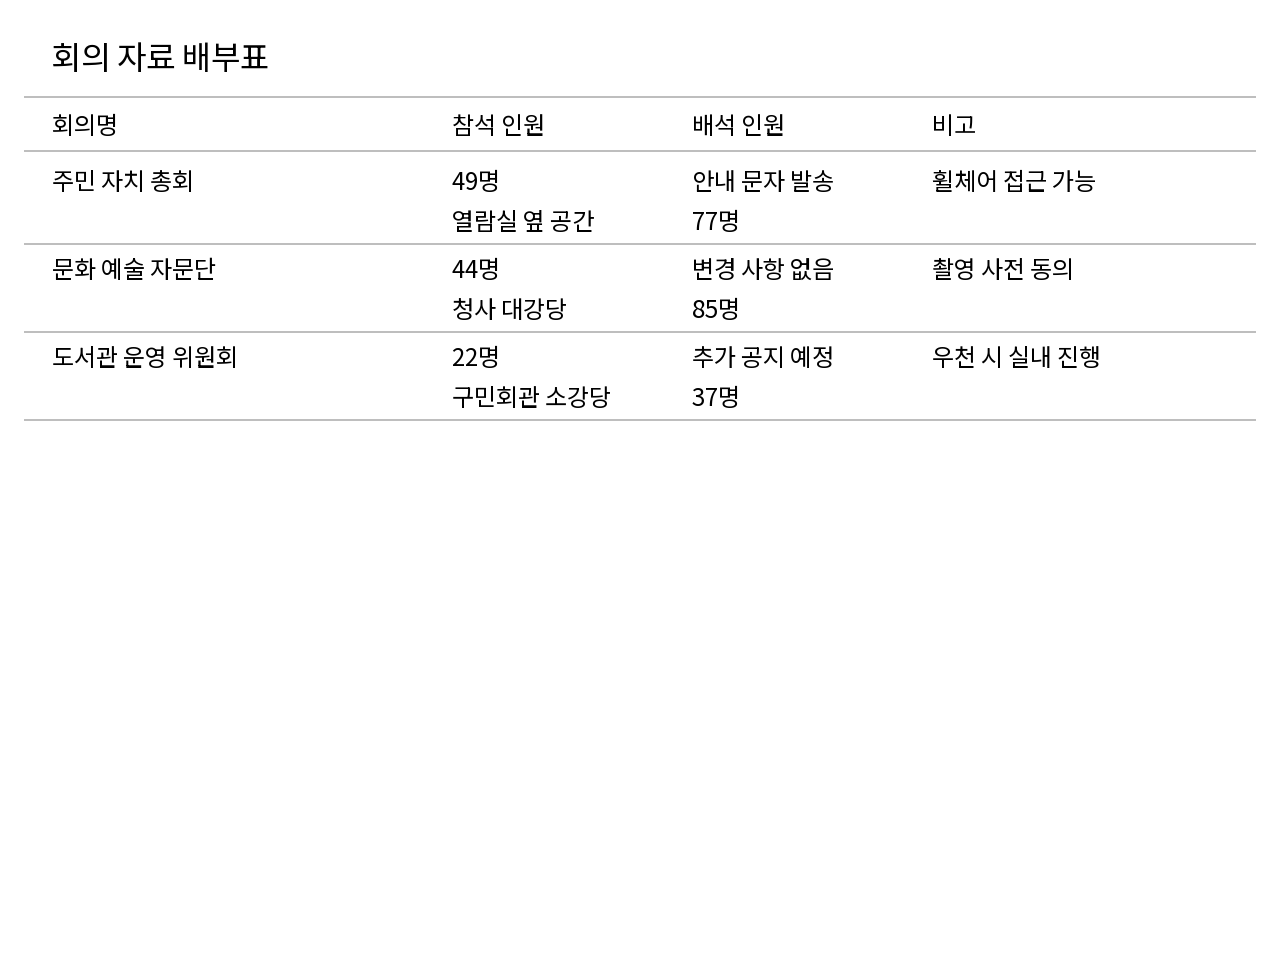 회의 자료 배부표
회의명 참석 인원 배석 인원 비고
주민 자치 총회 49명 안내 문자 발송 휠체어 접근 가능
열람실 옆 공간 77명
문화 예술 자문단 44명 변경 사항 없음 촬영 사전 동의
청사 대강당 85명
도서관 운영 위원회 22명 추가 공지 예정 우천 시 실내 진행
구민회관 소강당 37명